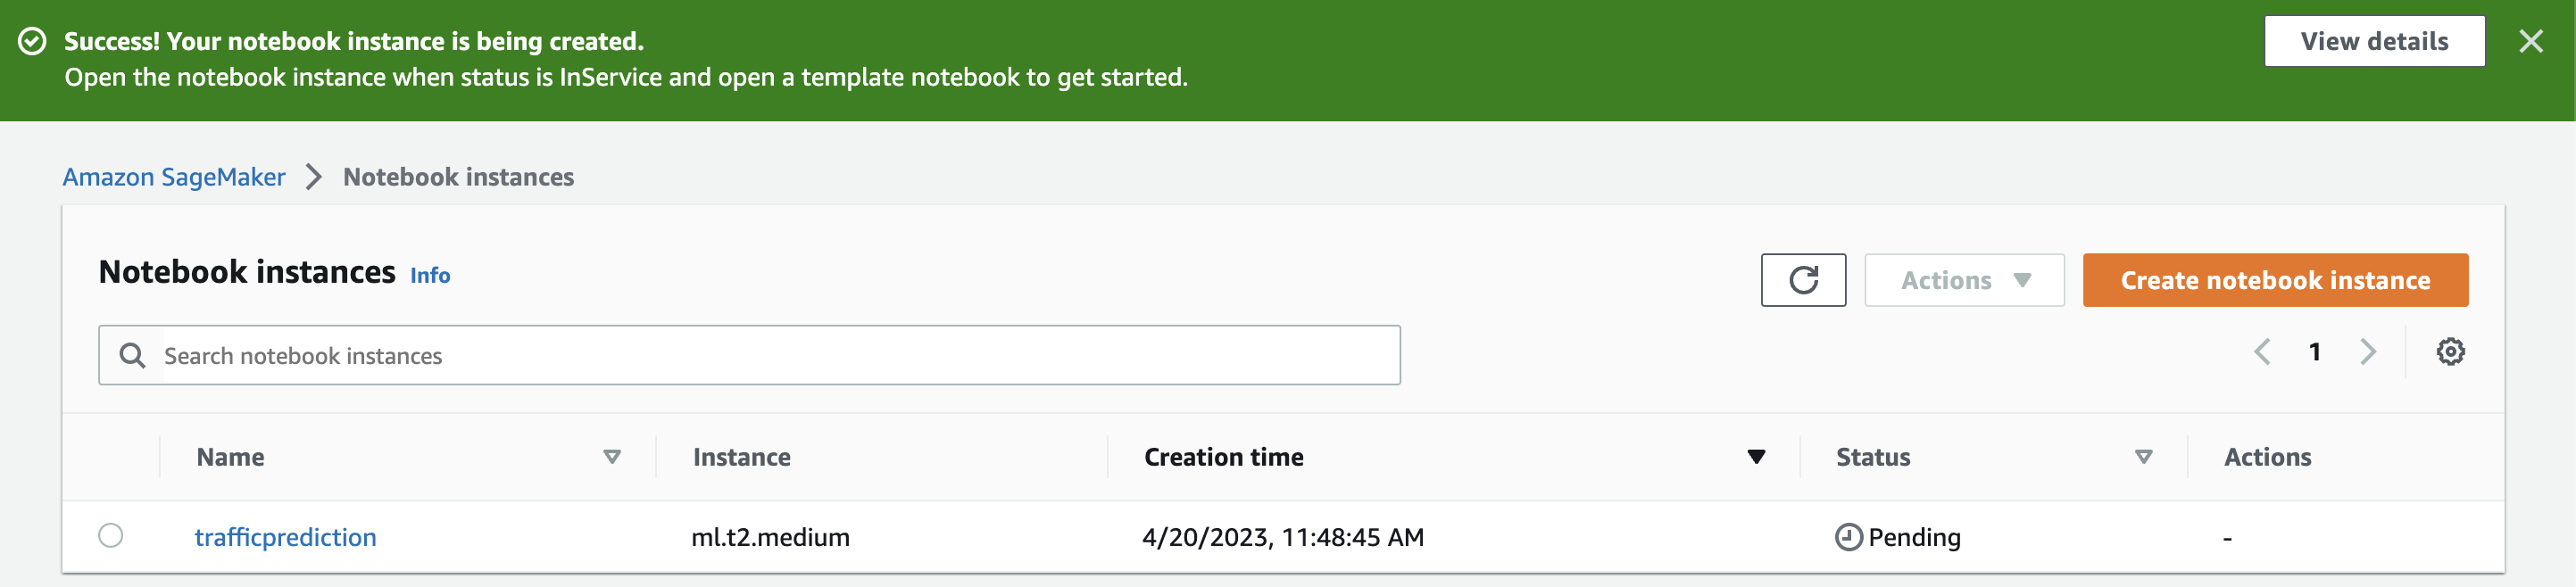 Success! Your notebook instance is being created.
View details
Open the notebook instance when status is InService and open a template notebook to get started.
Amazon SageMaker > Notebook instances
Notebook instances Info
Actions
Create notebook instance
Search notebook instances
1
Name Instance Creation time Status Actions
trafficprediction ml.t2.medium 4/20/2023, 11:48:45 AM Pending -